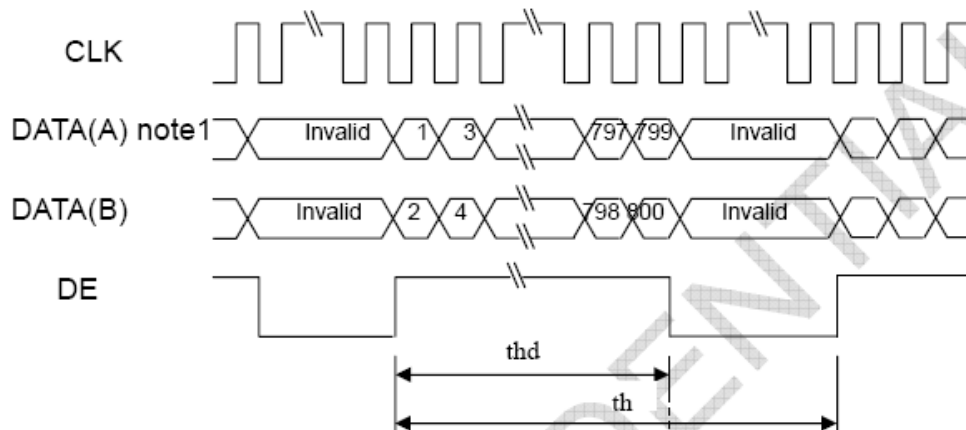 CLK
DATA(A) note1 Invalid 1 3 797 799 Invalid
DATA(B) Invalid 2 4 798 800 Invalid
DE
thd
th
DENTIAL